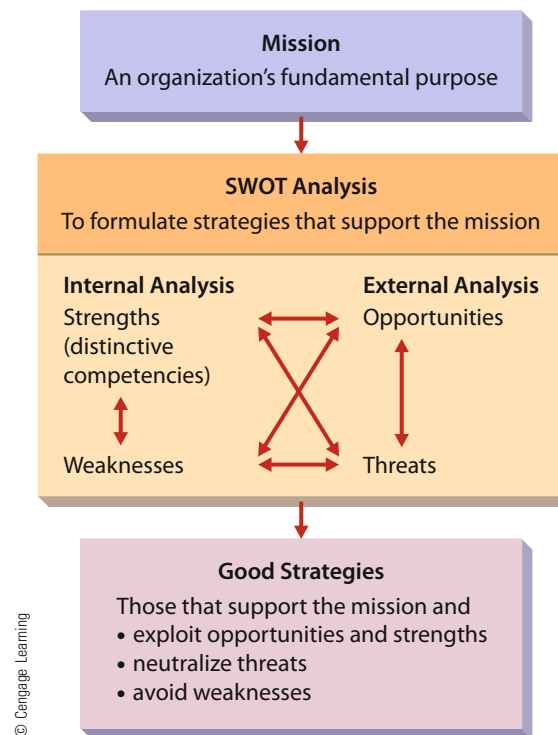 Mission
An organization’s fundamental purpose
SWOT Analysis
To formulate strategies that support the mission
Internal Analysis
Strengths
(distinctive
competencies)
Weaknesses
External Analysis
Opportunities
Threats
Good Strategies
Those that support the mission and
• exploit opportunities and strengths
• neutralize threats
• avoid weaknesses
© Cengage Learning